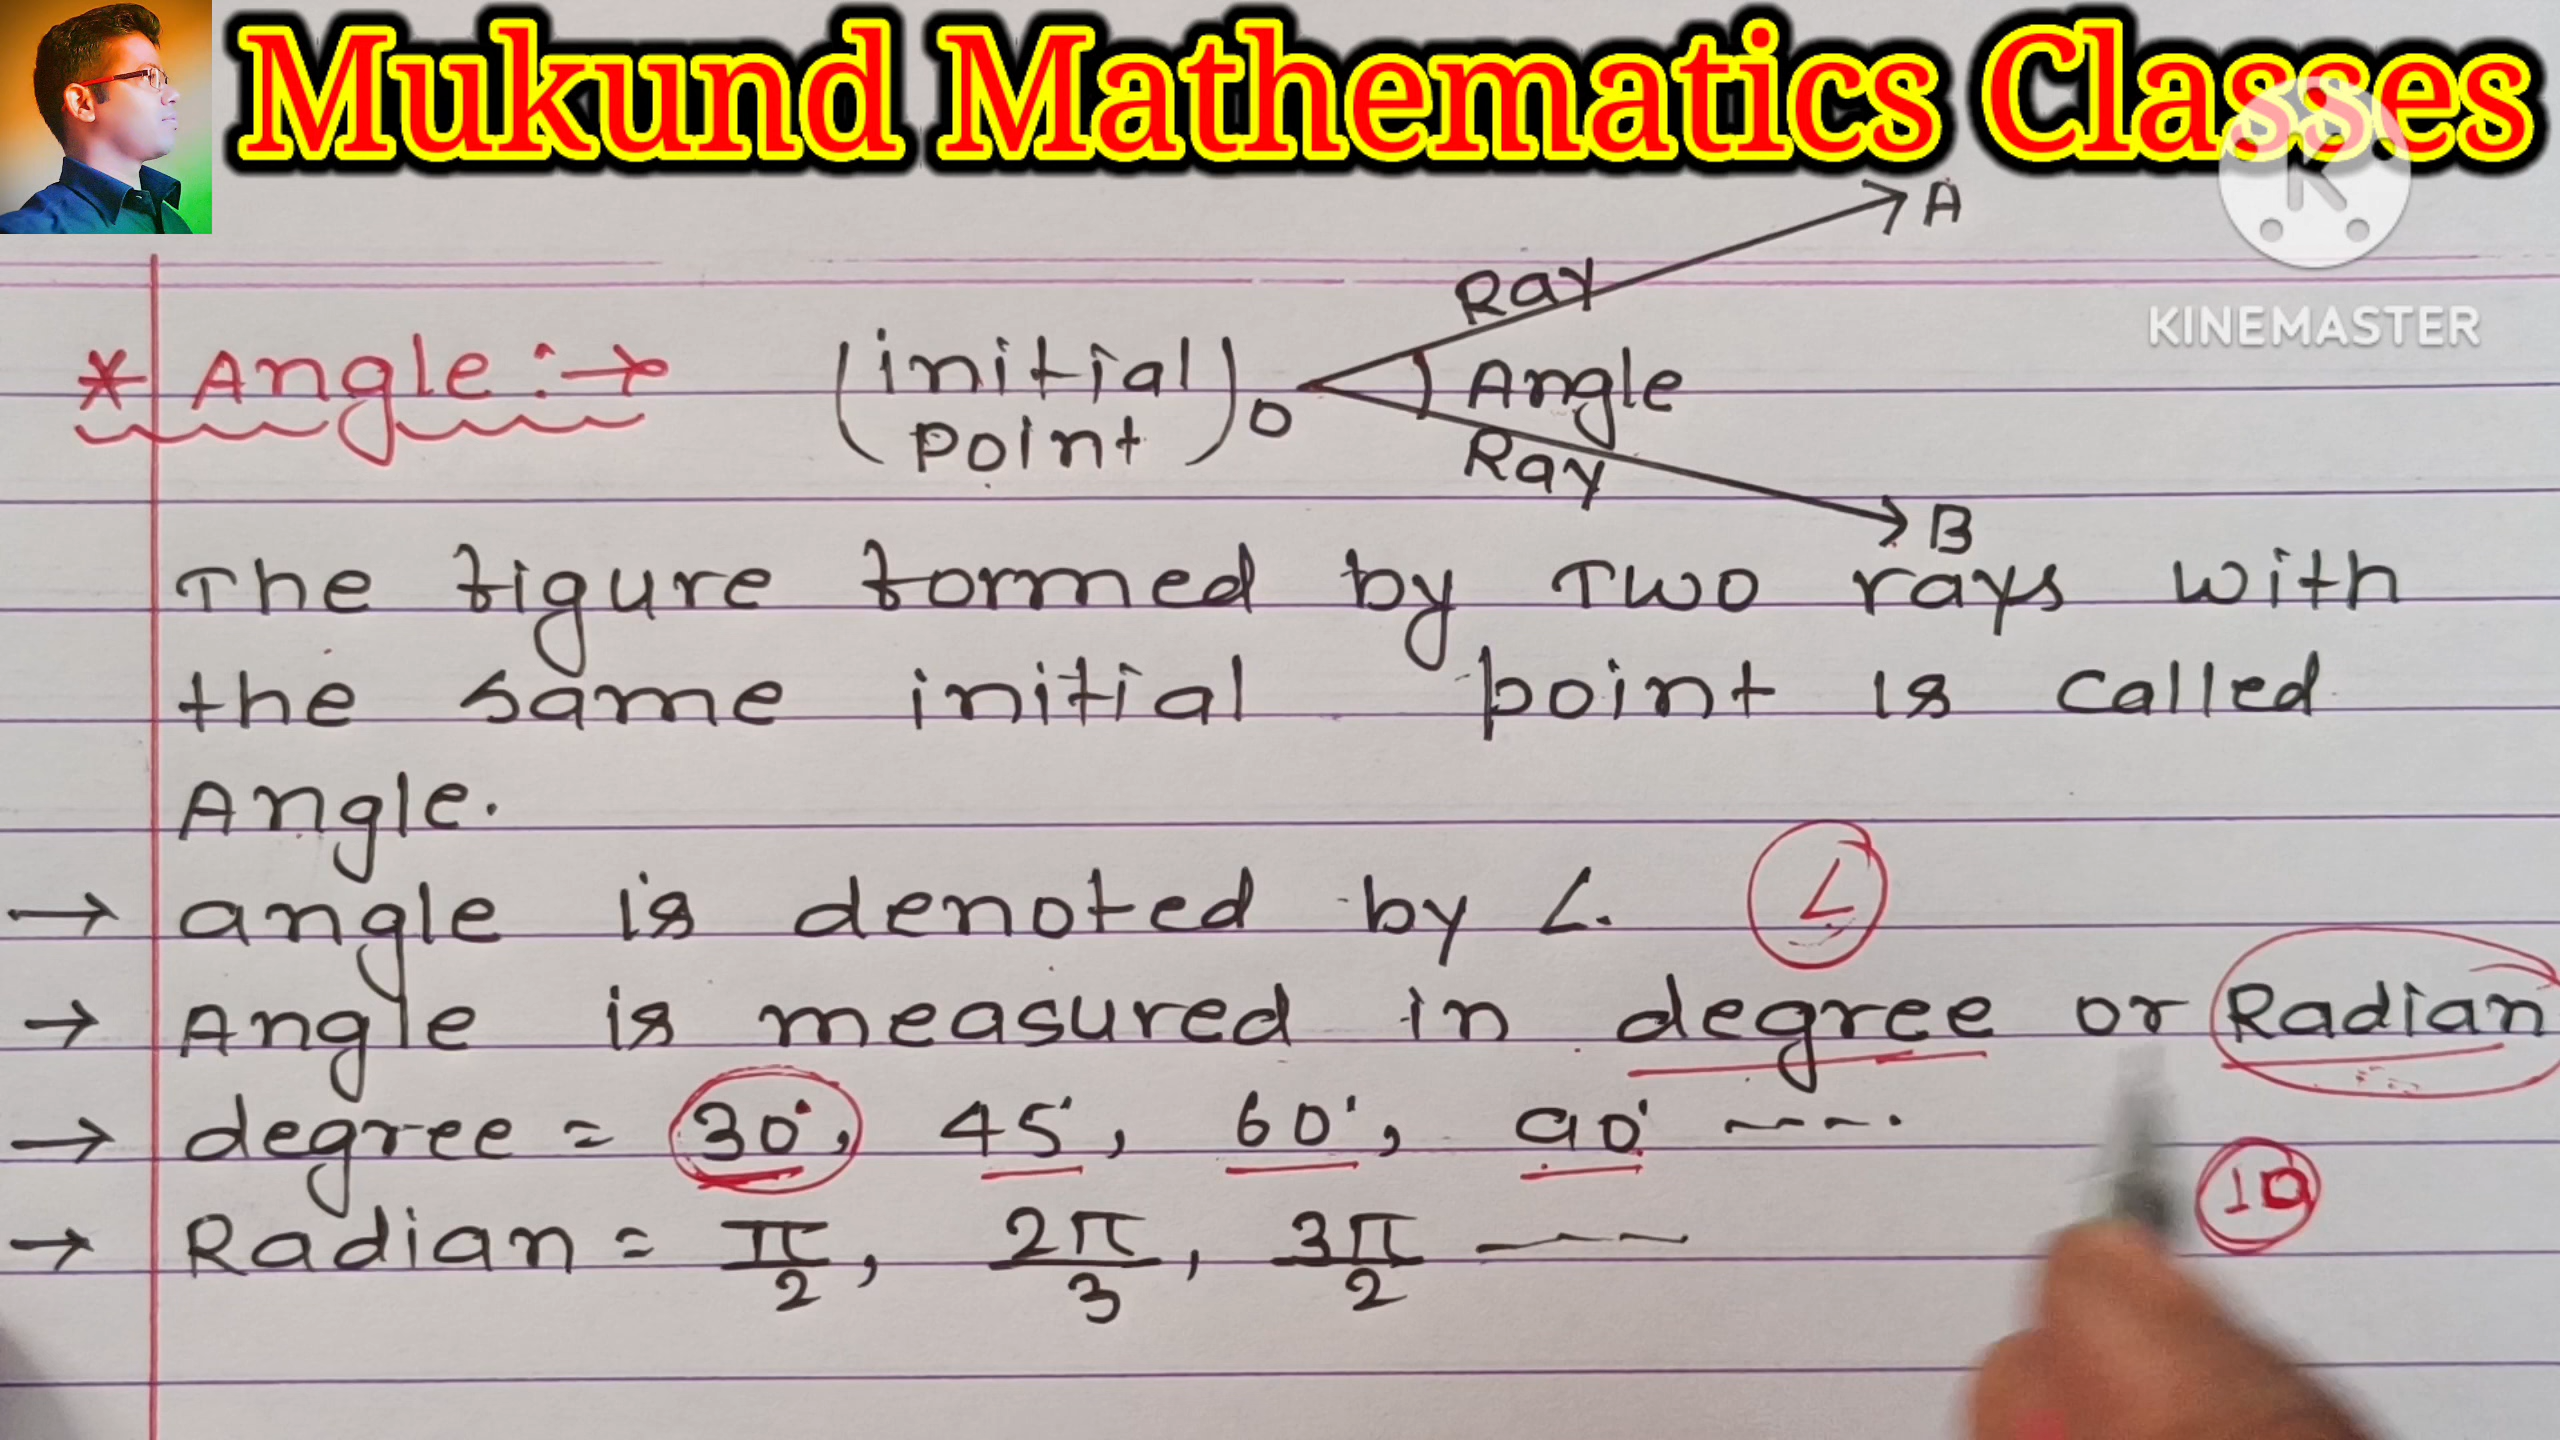 Mukund Mathematics Classes
KINEMASTER
A
Ray
* Angle :→ (initial point) O Angle
Ray
B
The figure formed by Two rays with
the same initial point is called
Angle.
→ angle is denoted by ∠. ∠
→ Angle is measured in degree or Radian
→ degree = 30°, 45°, 60°, 90° ----.
10
→ Radian = π/2, 2π/3, 3π/2 ---